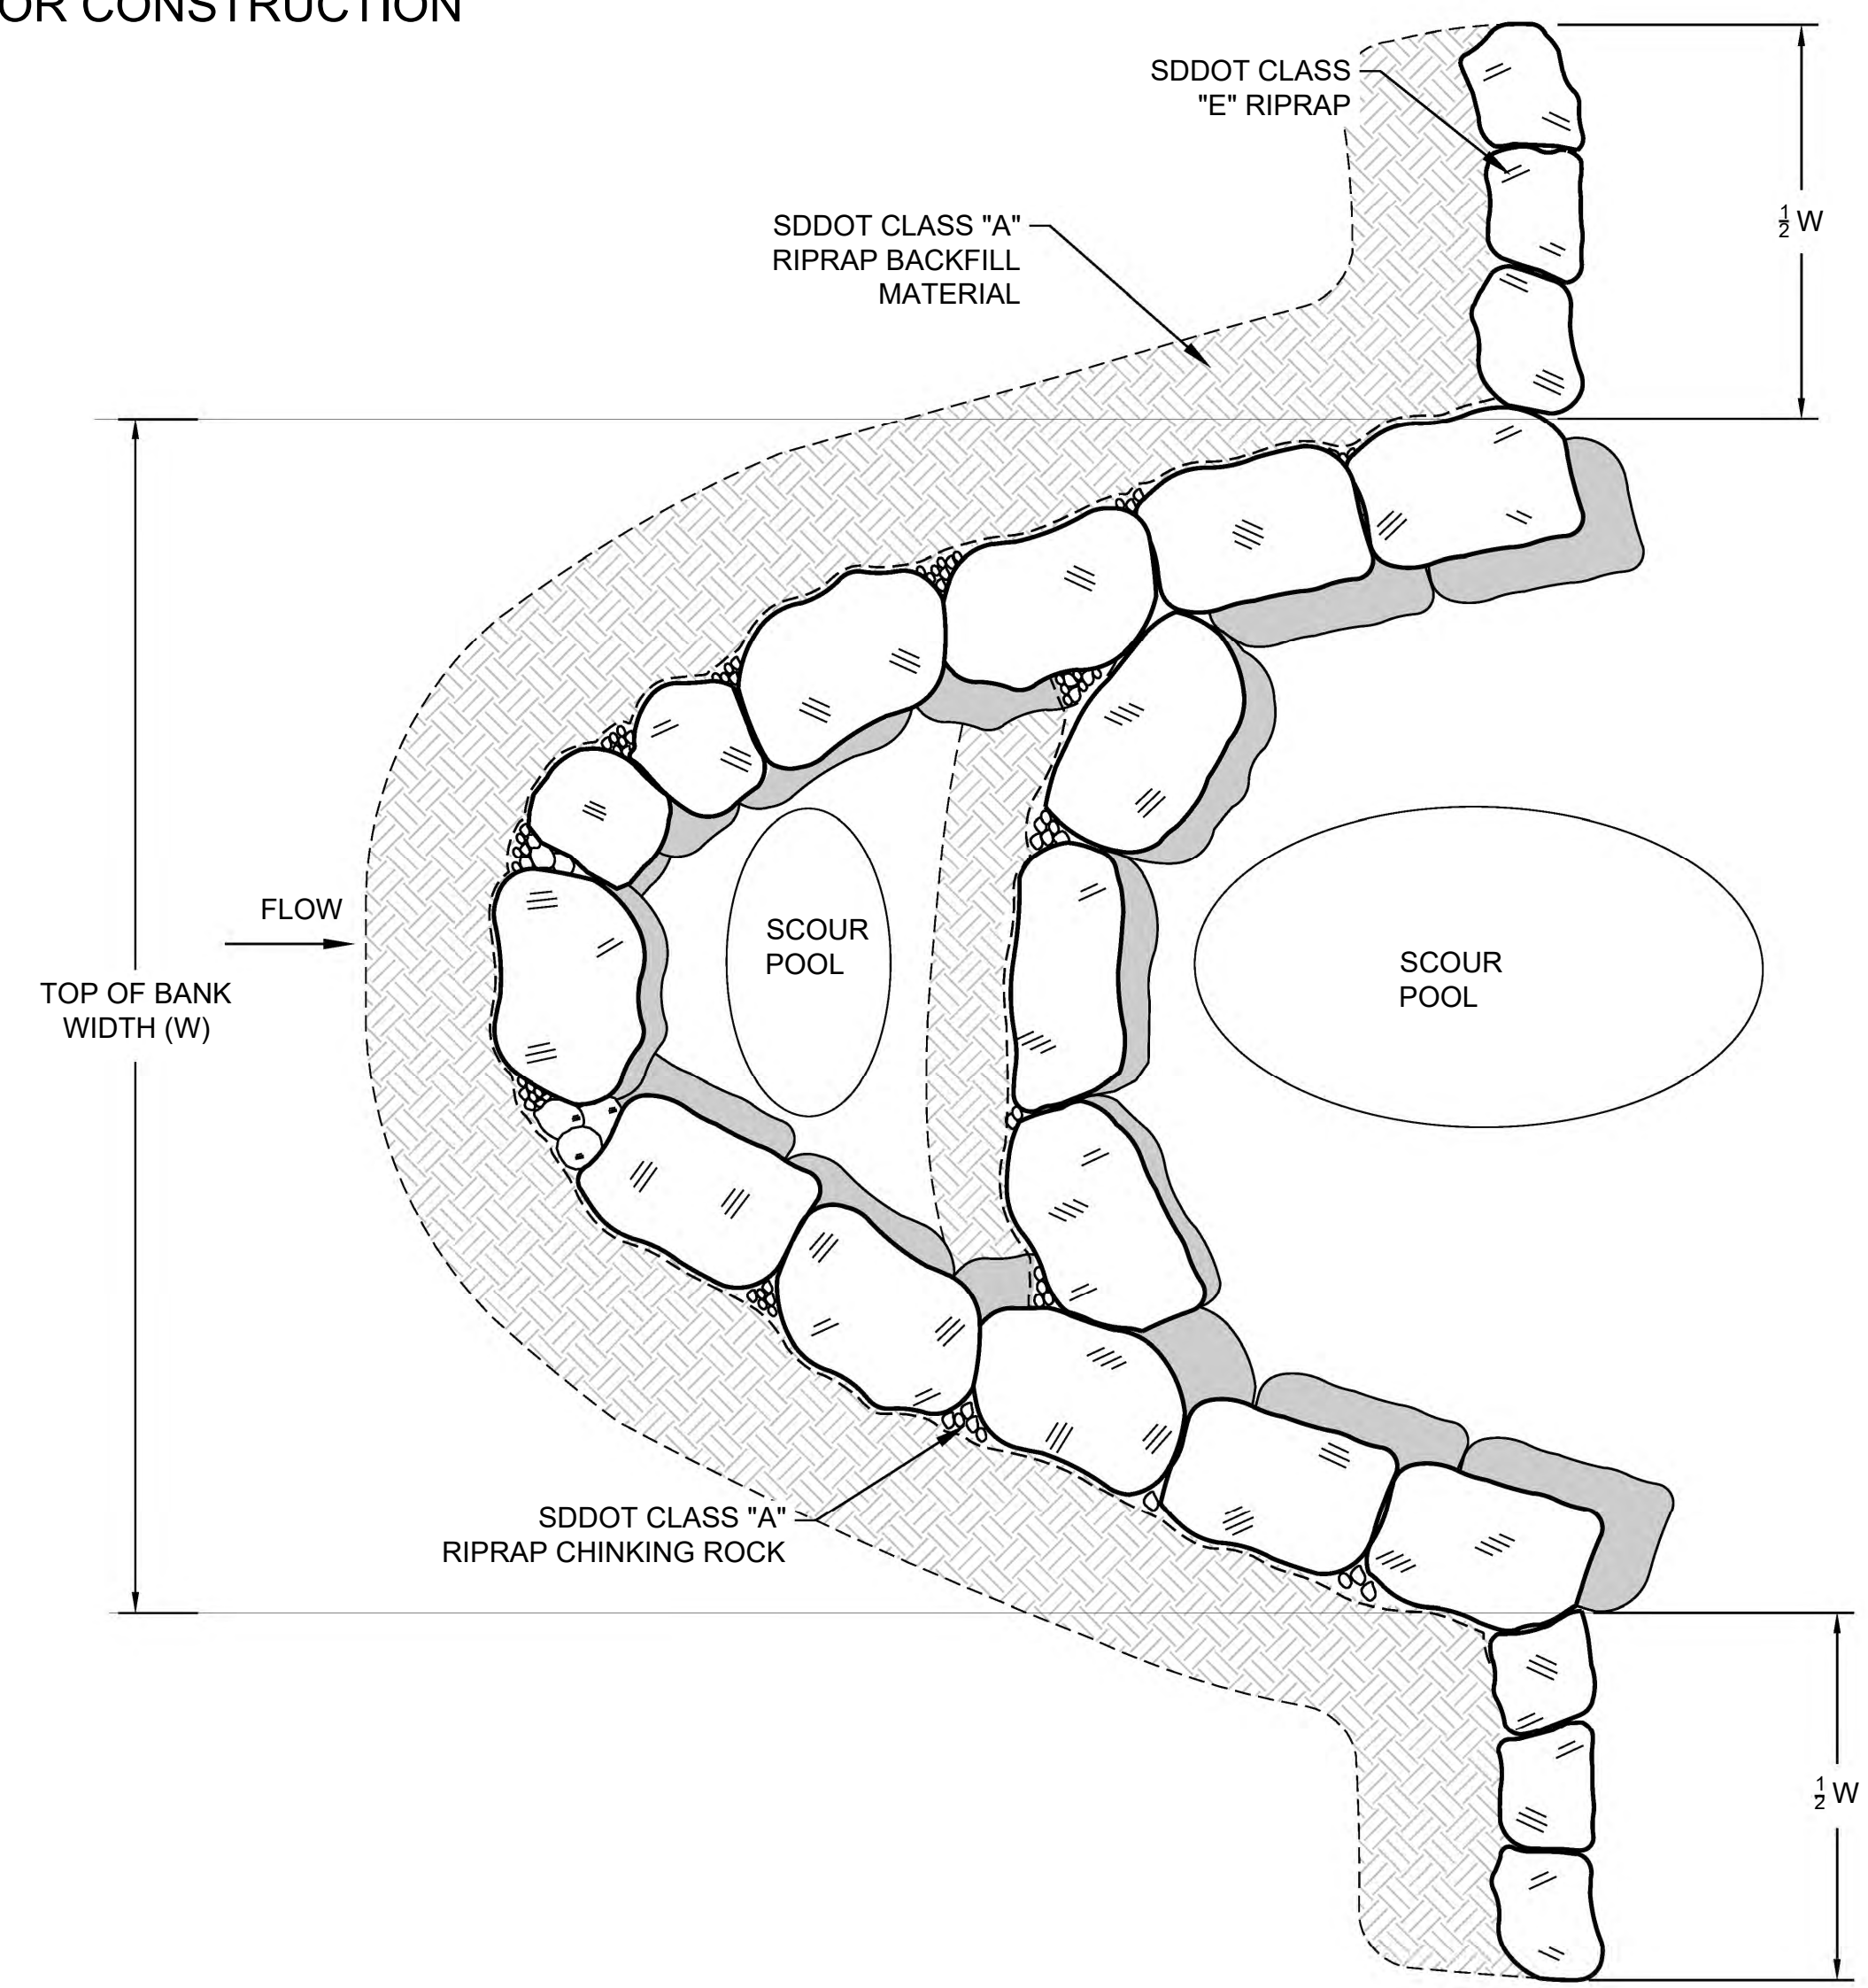 OR CONSTRUCTION
SDDOT CLASS
"E" RIPRAP
SDDOT CLASS "A"
RIPRAP BACKFILL
MATERIAL
½ W
FLOW
SCOUR
POOL
SCOUR
POOL
TOP OF BANK
WIDTH (W)
SDDOT CLASS "A"
RIPRAP CHINKING ROCK
½ W